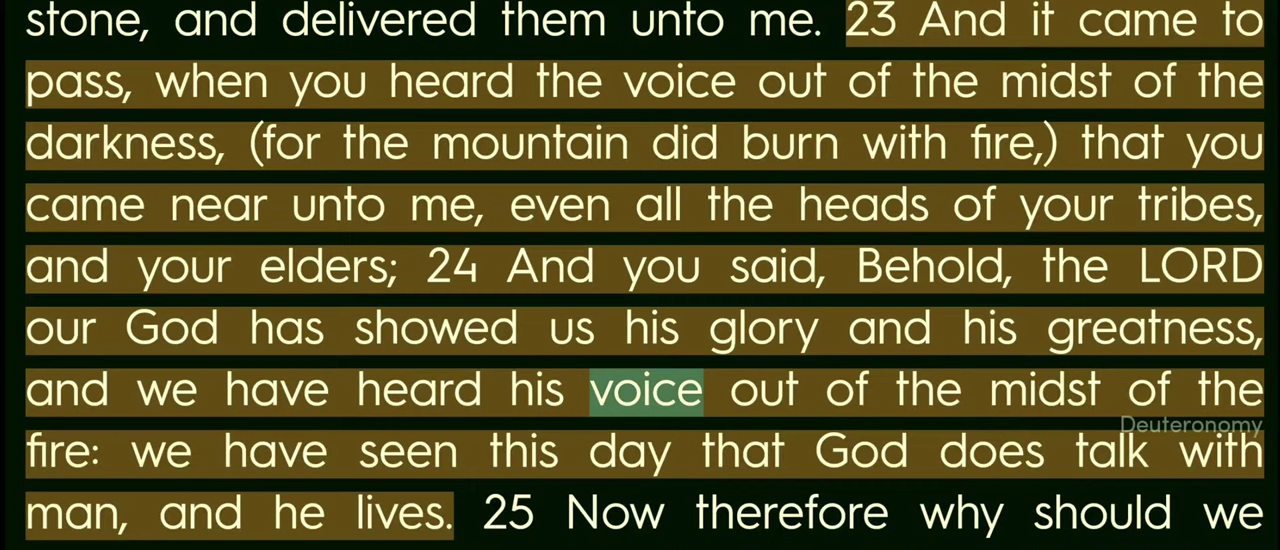 stone, and delivered them unto me. 23 And it came to
pass, when you heard the voice out of the midst of the
darkness, (for the mountain did burn with fire,) that you
came near unto me, even all the heads of your tribes,
and your elders; 24 And you said, Behold, the LORD
our God has showed us his glory and his greatness,
and we have heard his voice out of the midst of the
Deuteronomy
fire: we have seen this day that God does talk with
man, and he lives. 25 Now therefore why should we